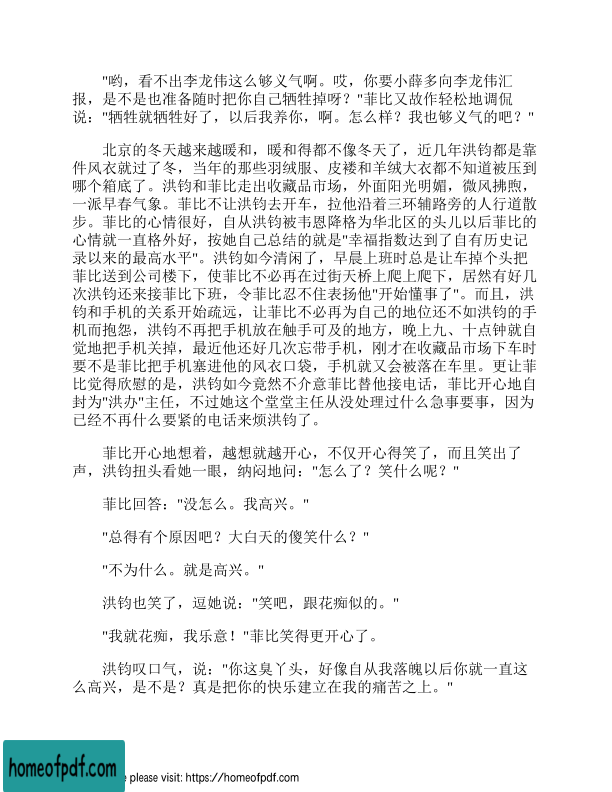 "哟，看不出李龙伟这么够义气啊。哎，你要小薛多向李龙伟汇
报，是不是也准备随时把你自己牺牲掉呀？"菲比又故作轻松地调侃
说："牺牲就牺牲好了，以后我养你，啊。怎么样？我也够义气的吧？"
北京的冬天越来越暖和，暖和得都不像冬天了，近几年洪钧都是靠
件风衣就过了冬，当年的那些羽绒服、皮褛和羊绒大衣都不知道被压到
哪个箱底了。洪钧和菲比走出收藏品市场，外面阳光明媚，微风拂煦，
一派早春气象。菲比不让洪钧去开车，拉他沿着三环辅路旁的人行道散
步。菲比的心情很好，自从洪钧被韦恩降格为华北区的头儿以后菲比的
心情就一直格外好，按她自己总结的就是"幸福指数达到了自有历史记
录以来的最高水平"。洪钧如今清闲了，早晨上班时总是让车掉个头把
菲比送到公司楼下，使菲比不必再在过街天桥上爬上爬下，居然有好几
次洪钧还来接菲比下班，令菲比忍不住表扬他"开始懂事了"。而且，洪
钧和手机的关系开始疏远，让菲比不必再为自己的地位还不如洪钧的手
机而抱怨，洪钧不再把手机放在触手可及的地方，晚上九、十点钟就自
觉地把手机关掉，最近他还好几次忘带手机，刚才在收藏品市场下车时
要不是菲比把手机塞进他的风衣口袋，手机就又会被落在车里。更让菲
比觉得欣慰的是，洪钧如今竟然不介意菲比替他接电话，菲比开心地自
封为"洪办"主任，不过她这个堂堂主任从没处理过什么急事要事，因为
已经不再什么要紧的电话来烦洪钧了。
菲比开心地想着，越想就越开心，不仅开心得笑了，而且笑出了
声，洪钧扭头看她一眼，纳闷地问："怎么了？笑什么呢？"
菲比回答："没怎么。我高兴。"
"总得有个原因吧？大白天的傻笑什么？"
"不为什么。就是高兴。"
洪钧也笑了，逗她说："笑吧，跟花痴似的。"
"我就花痴，我乐意！"菲比笑得更开心了。
洪钧叹口气，说："你这臭丫头，好像自从我落魄以后你就一直这
么高兴，是不是？真是把你的快乐建立在我的痛苦之上。"
homeofpdf.com
e please visit: https://homeofpdf.com